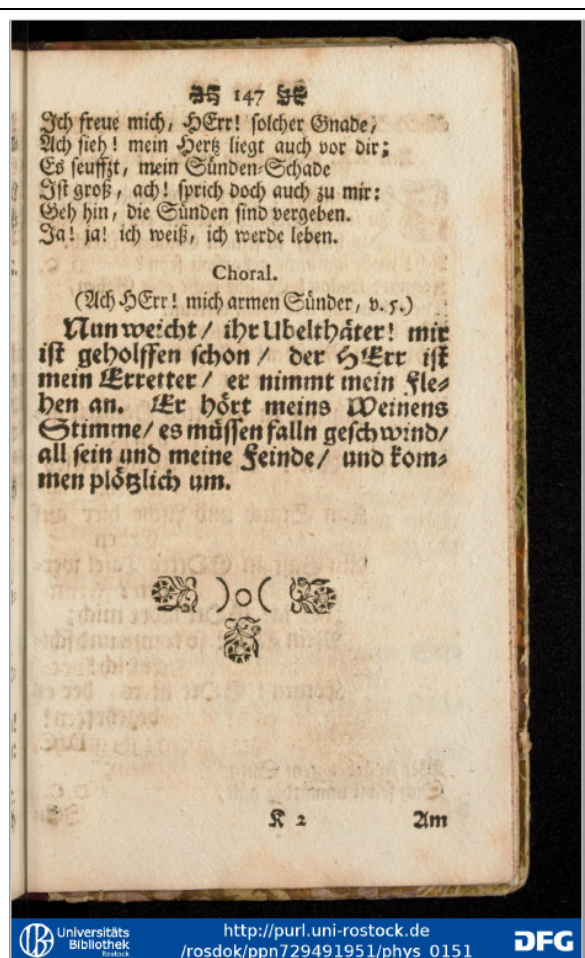 147
Ich freue mich, HErr! solcher Gnade,
Ach sieh! mein Hertz liegt auch vor dir;
Es seuffzt, mein Sünden-Schade
Ist groß, ach! sprich doch auch zu mir:
Geh hin, die Sünden sind vergeben.
Ja! ja! ich weiß, ich werde leben.
Choral.
(Ach HErr! mich armen Sünder, v. 5.)
Nun weicht/ ihr Ubelthäter! mir
ist geholffen schon/ der HErr ist
mein Erretter/ er nimmt mein Fle-
hen an. Er hört meins Weinens
Stimme/ es müssen falln geschwind/
all sein und meine Feinde/ und kom-
men plötzlich um.
)o(
K 2 Am
Universitäts
Bibliothek
Rostock
http://purl.uni-rostock.de
/rosdok/ppn729491951/phys_0151
DFG